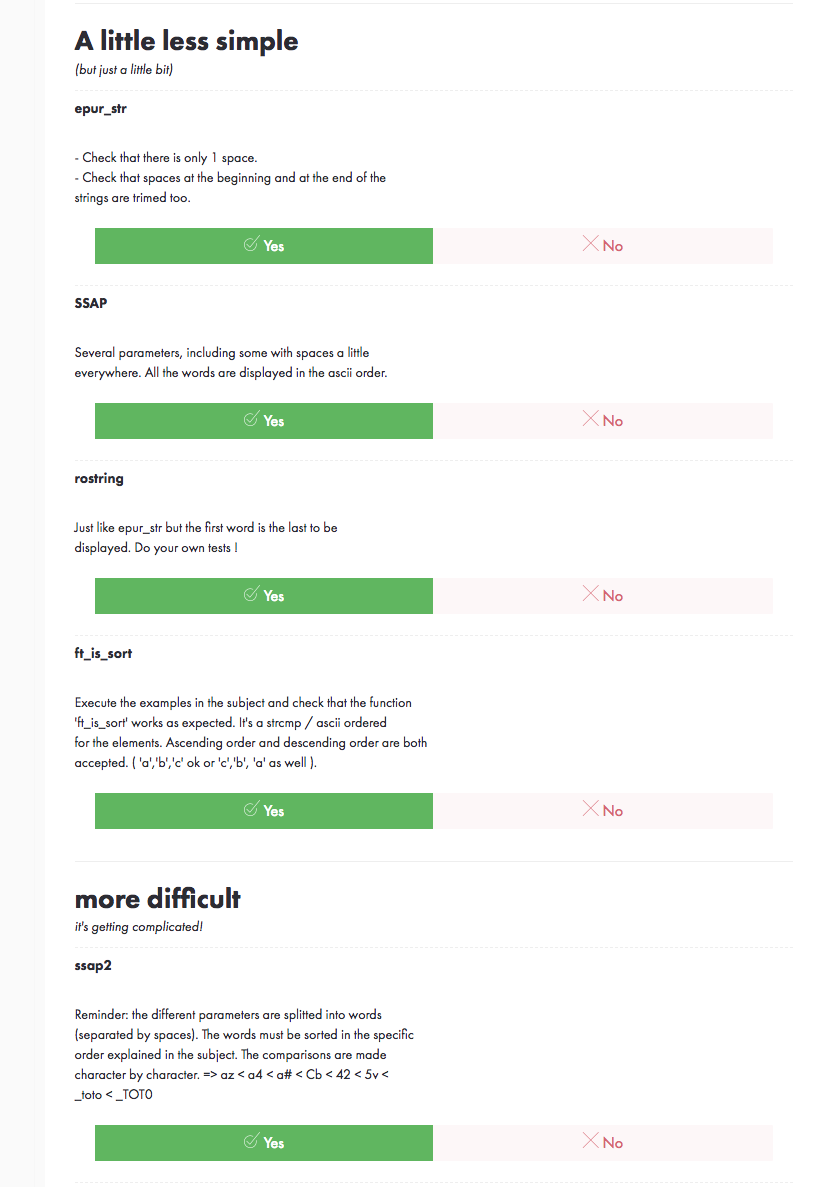 A little less simple
(but just a little bit)
epur_str
- Check that there is only 1 space.
- Check that spaces at the beginning and at the end of the
strings are trimed too.
Yes
No
SSAP
Several parameters, including some with spaces a little
everywhere. All the words are displayed in the ascii order.
Yes
No
rostring
Just like epur_str but the first word is the last to be
displayed. Do your own tests !
Yes
No
ft_is_sort
Execute the examples in the subject and check that the function
'ft_is_sort' works as expected. It's a strcmp / ascii ordered
for the elements. Ascending order and descending order are both
accepted. ( 'a','b','c' ok or 'c','b', 'a' as well ).
Yes
No
more difficult
it's getting complicated!
ssap2
Reminder: the different parameters are splitted into words
(separated by spaces). The words must be sorted in the specific
order explained in the subject. The comparisons are made
character by character. => az < a4 < a# < Cb < 42 < 5v <
_toto < _TOT0
Yes
No